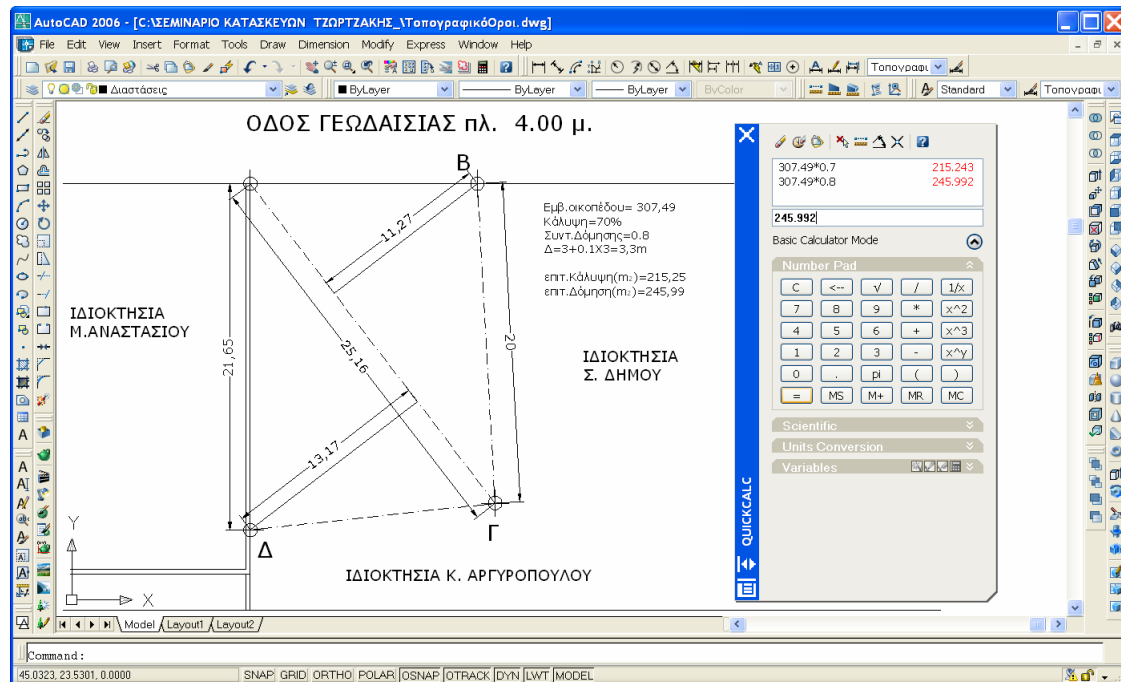 AutoCAD 2006 - [C:\ΣΕΜΙΝΑΡΙΟ ΚΑΤΑΣΚΕΥΩΝ ΤΖΩΡΤΖΑΚΗΣ_\ΤοπογραφικόΟροι.dwg]
File Edit View Insert Format Tools Draw Dimension Modify Express Window Help
Τοπογραφι
Διαστάσεις ByLayer ByLayer ByLayer ByColor Standard Τοπογραφι
ΟΔΟΣ ΓΕΩΔΑΙΣΙΑΣ πλ. 4.00 μ.
Β
Εμβ.οικοπέδου= 307,49
Κάλυψη=70%
Συντ.Δόμησης=0.8
Δ=3+0.1Χ3=3,3m
επιτ.Κάλυψη(m2)=215,25
επιτ.Δόμηση(m2)=245,99
11,27
ΙΔΙΟΚΤΗΣΙΑ
Μ.ΑΝΑΣΤΑΣΙΟΥ
21,65
25,16
20
ΙΔΙΟΚΤΗΣΙΑ
Σ. ΔΗΜΟΥ
13,17
Δ
Γ
ΙΔΙΟΚΤΗΣΙΑ Κ. ΑΡΓΥΡΟΠΟΥΛΟΥ
Y
X
307.49*0.7 215.243
307.49*0.8 245.992
245.992
Basic Calculator Mode
Number Pad
C <-- √ / 1/x
7 8 9 * x^2
4 5 6 + x^3
1 2 3 - x^y
0 . pi ( )
= MS M+ MR MC
Scientific
Units Conversion
Variables
QUICKCALC
Model Layout1 Layout2
Command:
45.0323, 23.5301, 0.0000 SNAP GRID ORTHO POLAR OSNAP OTRACK DYN LWT MODEL